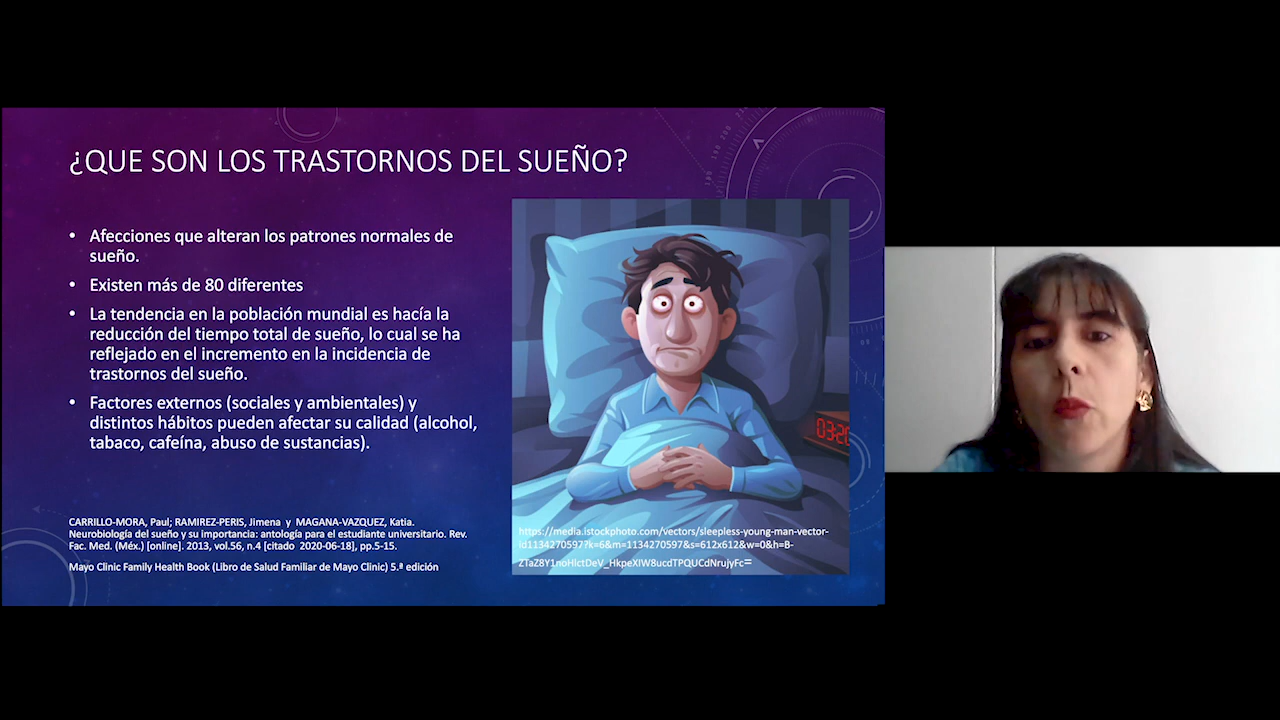 ¿QUE SON LOS TRASTORNOS DEL SUEÑO?
• Afecciones que alteran los patrones normales de
sueño.
• Existen más de 80 diferentes
• La tendencia en la población mundial es hacía la
reducción del tiempo total de sueño, lo cual se ha
reflejado en el incremento en la incidencia de
trastornos del sueño.
• Factores externos (sociales y ambientales) y
distintos hábitos pueden afectar su calidad (alcohol,
tabaco, cafeína, abuso de sustancias).
CARRILLO-MORA, Paul; RAMIREZ-PERIS, Jimena y MAGANA-VAZQUEZ, Katia.
Neurobiología del sueño y su importancia: antología para el estudiante universitario. Rev.
Fac. Med. (Méx.) [online]. 2013, vol.56, n.4 [citado 2020-06-18], pp.5-15.
Mayo Clinic Family Health Book (Libro de Salud Familiar de Mayo Clinic) 5.ª edición
03:20
https://media.istockphoto.com/vectors/sleepless-young-man-vector-
id1134270597?k=6&m=1134270597&s=612x612&w=0&h=B-
ZTaZ8Y1noHlctDeV_HkpeXIW8ucdTPQUCdNrujyFc=